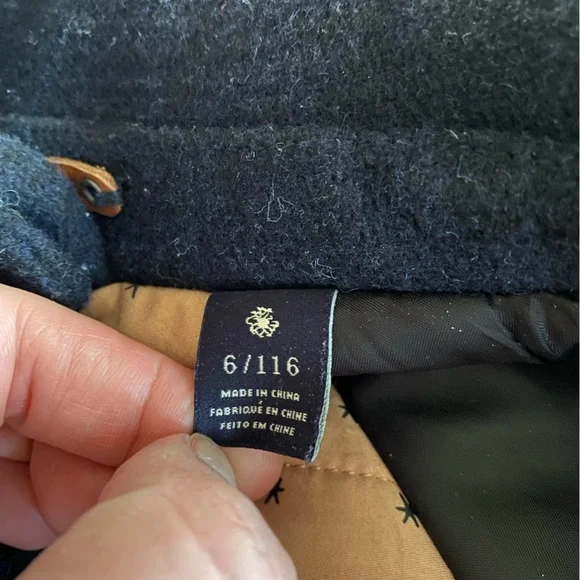 6/116
MADE IN CHINA
FABRIQUÉ EN CHINE
FEITO EM CHINE